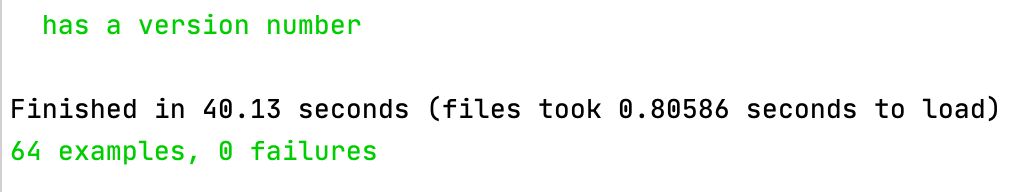 has a version number
Finished in 40.13 seconds (files took 0.80586 seconds to load)
64 examples, 0 failures